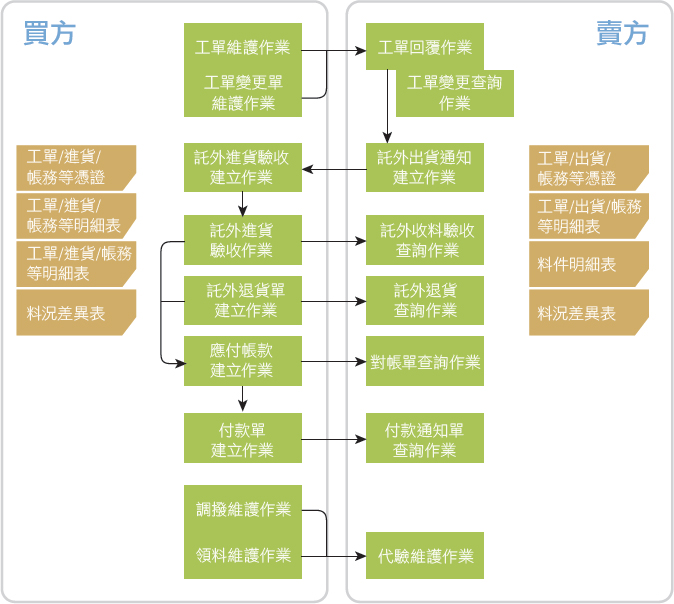 買方
工單維護作業
工單變更單
維護作業
工單/進貨/
帳務等憑證
工單/進貨/
帳務等明細表
工單/進貨/帳務
等明細表
料況差異表
託外進貨驗收
建立作業
託外進貨
驗收作業
託外退貨單
建立作業
應付帳款
建立作業
付款單
建立作業
調撥維護作業
領料維護作業
賣方
工單回覆作業
工單變更查詢
作業
託外出貨通知
建立作業
託外收料驗收
查詢作業
託外退貨
查詢作業
對帳單查詢作業
付款通知單
查詢作業
代驗維護作業
工單/出貨/
帳務等憑證
工單/出貨/帳務
等明細表
料件明細表
料況差異表